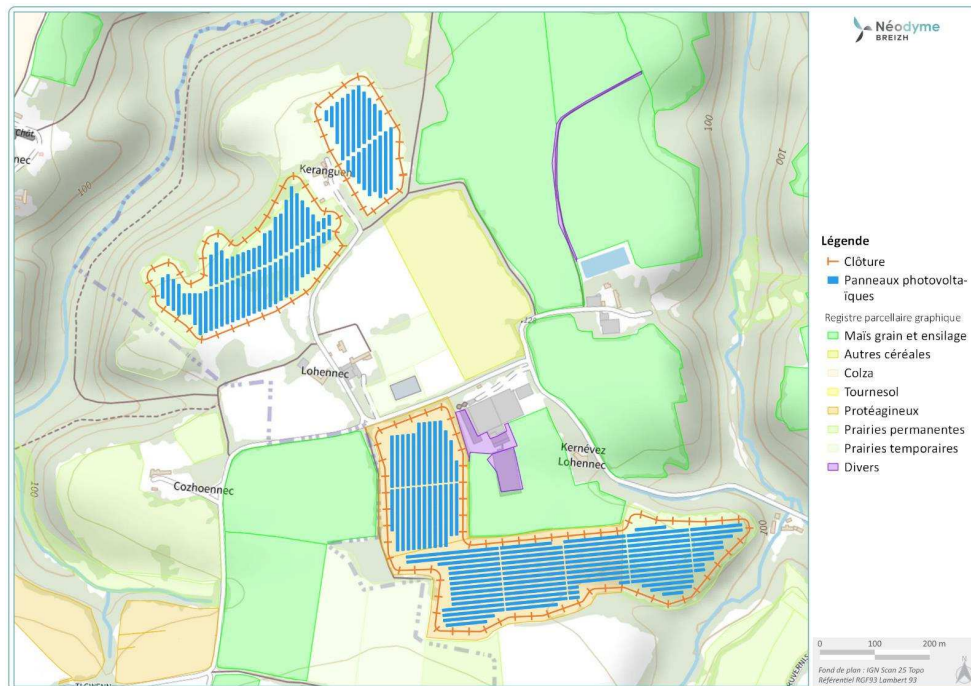 Néodyme
BREIZH
100
100
Keranguen
100
Lohennec
Kernévez
Lohennec
Cozhoennec
100
100
Légende
Clôture
Panneaux photovolta-
ïques
Registre parcellaire graphique
Maïs grain et ensilage
Autres céréales
Colza
Tournesol
Protéagineux
Prairies permanentes
Prairies temporaires
Divers
0 100 200 m
Fond de plan : IGN Scan 25 Topo
Référentiel RGF93 Lambert 93
N